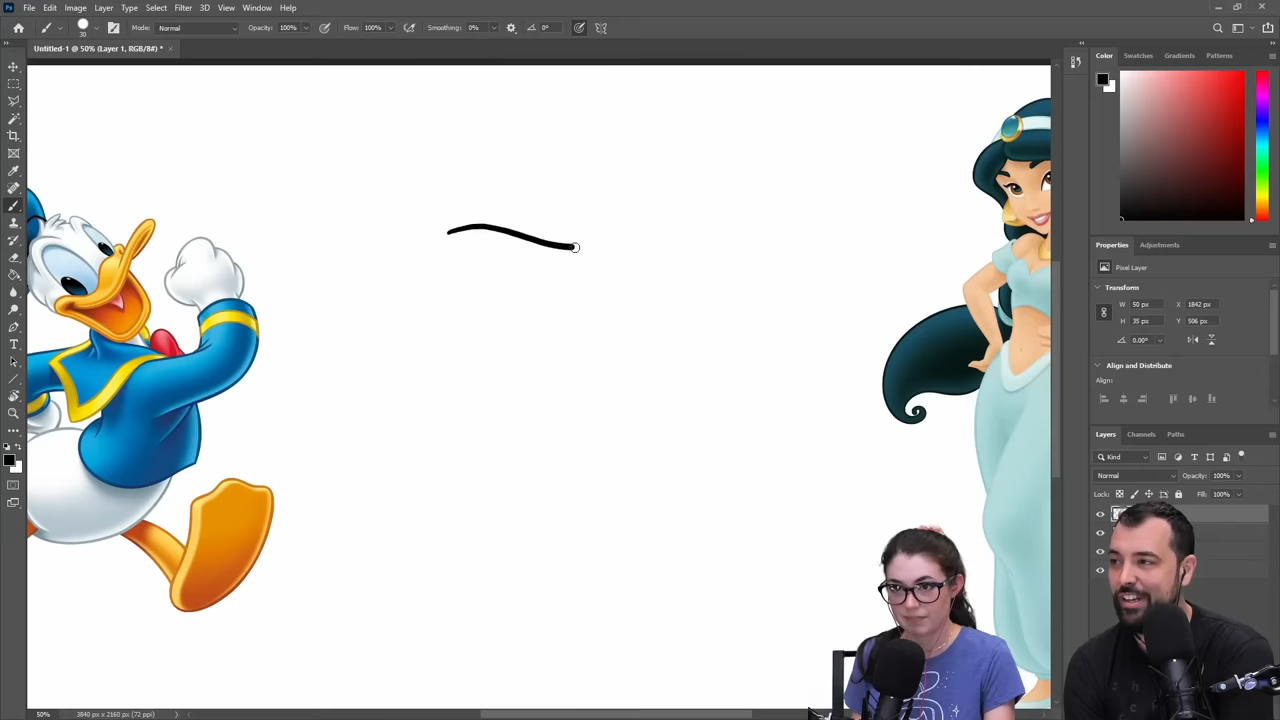 Ps File Edit Image Layer Type Select Filter 3D View Window Help
30 Mode: Normal Opacity: 100% Flow: 100% Smoothing: 0% 0°
Untitled-1 @ 50% (Layer 1, RGB/8#) * ×
Color Swatches Gradients Patterns
Properties Adjustments
Pixel Layer
Transform
W 50 px X 1842 px
H 35 px Y 506 px
0.00°
Align and Distribute
Align:
Layers Channels Paths
Kind
Normal Opacity: 100%
Lock: Fill: 100%
50% 3840 px x 2160 px (72 ppi)